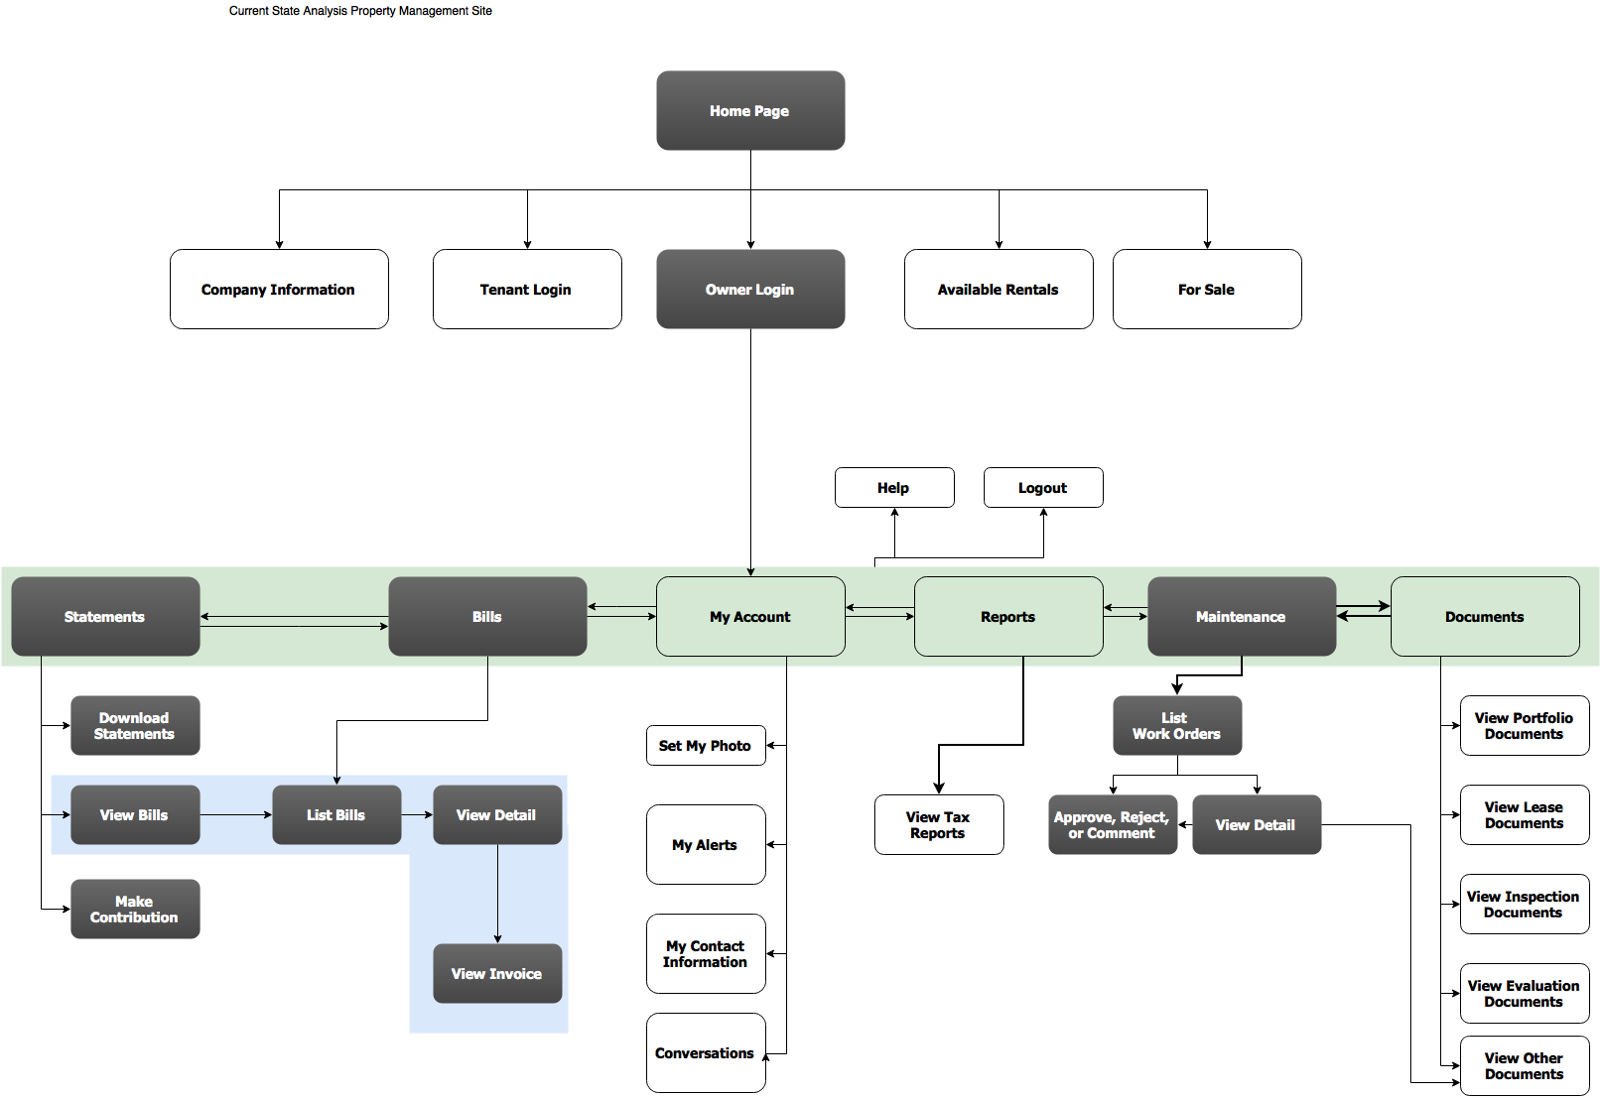 Current State Analysis Property Management Site
Home Page
Company Information
Tenant Login
Owner Login
Available Rentals
For Sale
Help
Logout
Statements
Bills
My Account
Reports
Maintenance
Documents
Download
Statements
View Bills
List Bills
View Detail
Make
Contribution
View Invoice
Set My Photo
My Alerts
My Contact
Information
Conversations
View Tax
Reports
List
Work Orders
Approve, Reject,
or Comment
View Detail
View Portfolio
Documents
View Lease
Documents
View Inspection
Documents
View Evaluation
Documents
View Other
Documents